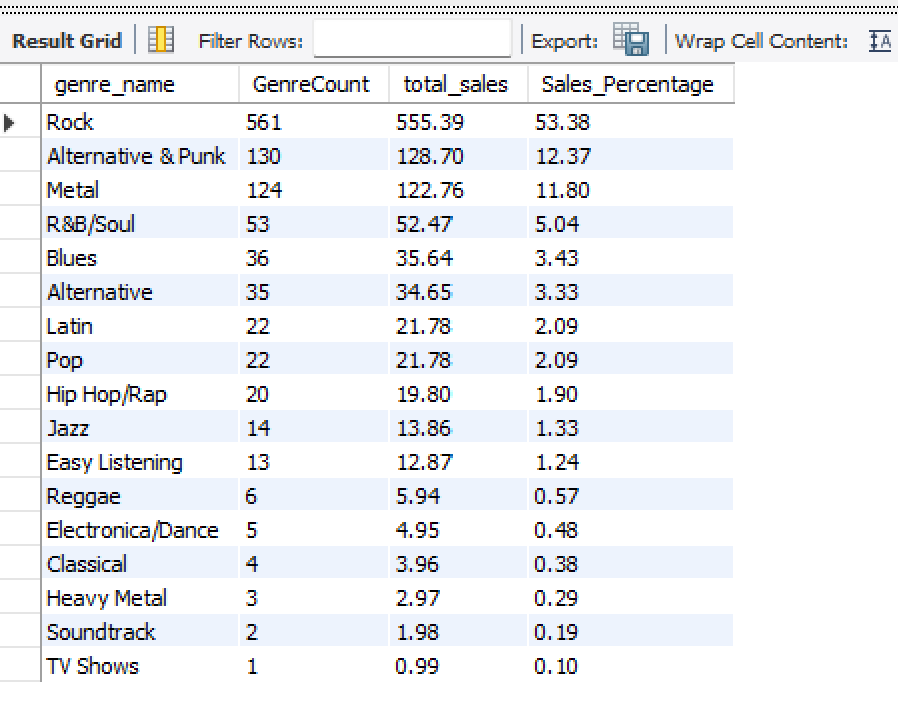 Result Grid Filter Rows: Export: Wrap Cell Content: IA
genre_name GenreCount total_sales Sales_Percentage
Rock 561 555.39 53.38
Alternative & Punk 130 128.70 12.37
Metal 124 122.76 11.80
R&B/Soul 53 52.47 5.04
Blues 36 35.64 3.43
Alternative 35 34.65 3.33
Latin 22 21.78 2.09
Pop 22 21.78 2.09
Hip Hop/Rap 20 19.80 1.90
Jazz 14 13.86 1.33
Easy Listening 13 12.87 1.24
Reggae 6 5.94 0.57
Electronica/Dance 5 4.95 0.48
Classical 4 3.96 0.38
Heavy Metal 3 2.97 0.29
Soundtrack 2 1.98 0.19
TV Shows 1 0.99 0.10